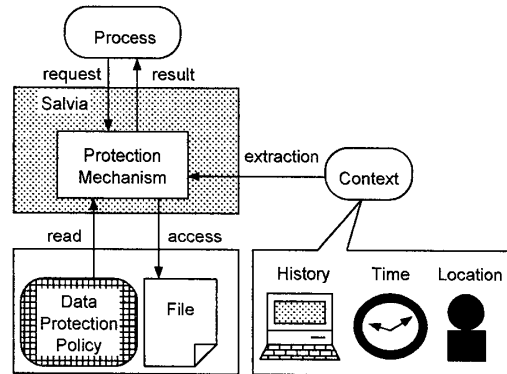 Process
request
result
Salvia
Protection
Mechanism
extraction
Context
read
access
Data
Protection
Policy
File
History
Time
Location